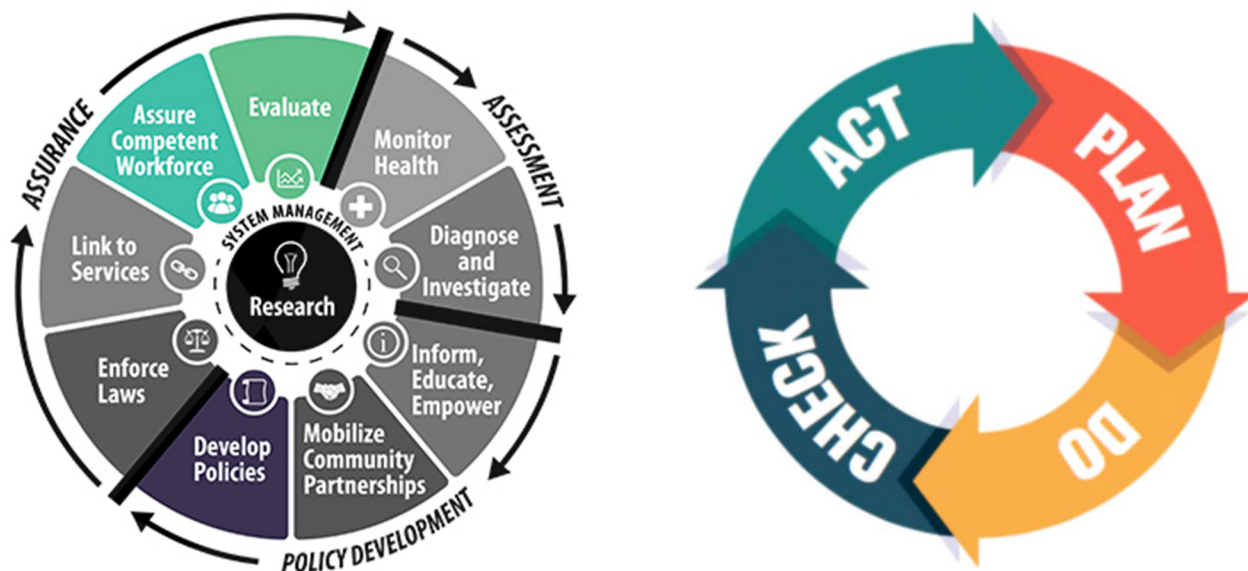 ASSURANCE
ASSESSMENT
POLICY DEVELOPMENT
Evaluate
Monitor
Health
Diagnose
and
Investigate
Inform,
Educate,
Empower
Mobilize
Community
Partnerships
Develop
Policies
Enforce
Laws
Link to
Services
Assure
Competent
Workforce
SYSTEM MANAGEMENT
Research
i
ACT
PLAN
DO
CHECK